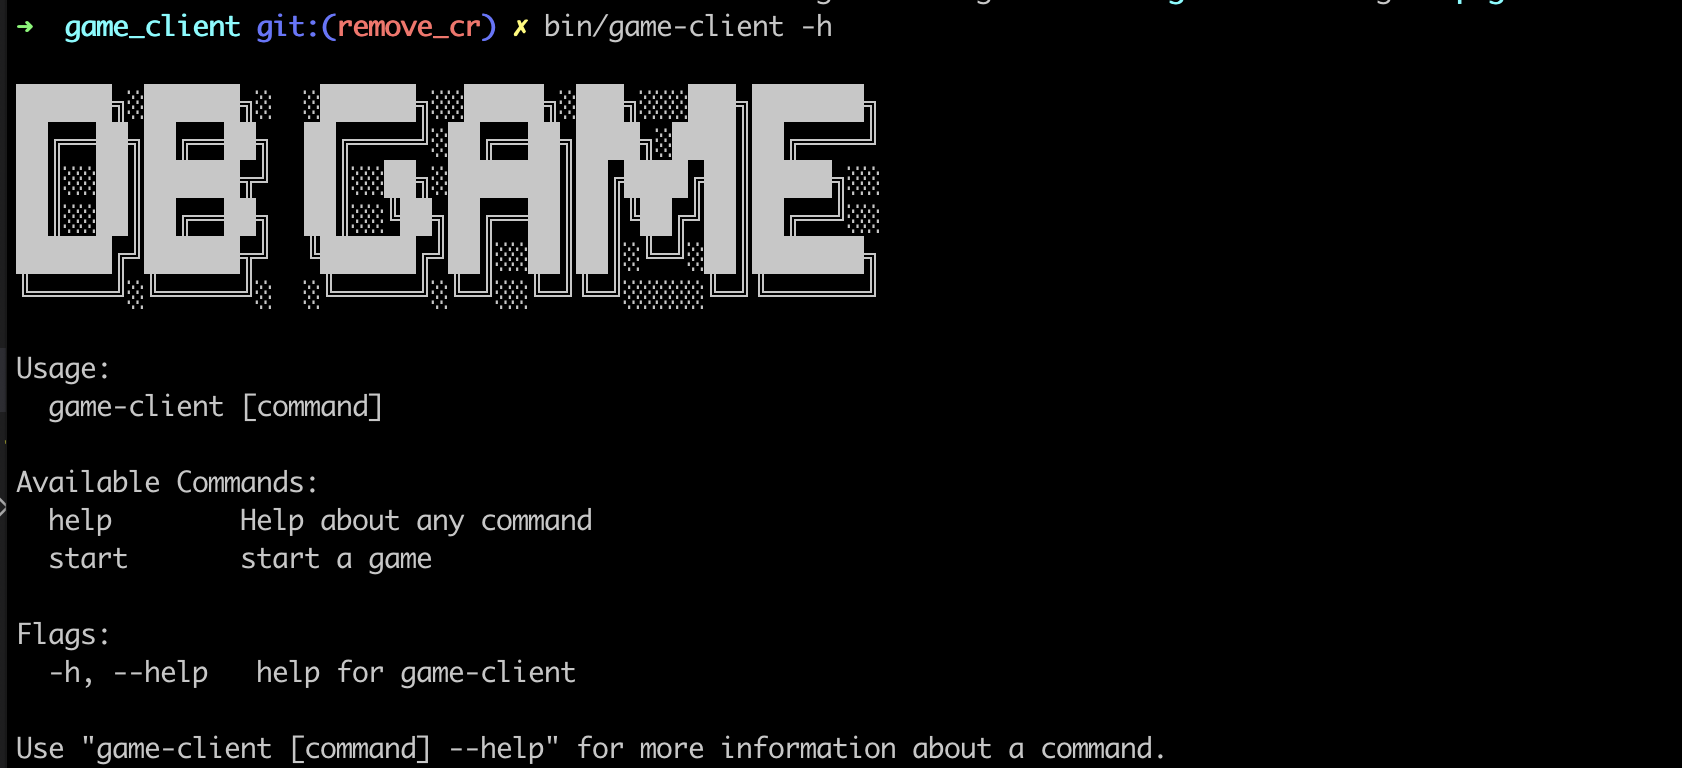 ➜  game_client git:(remove_cr) ✗ bin/game-client -h
DB GAME
Usage:
  game-client [command]
Available Commands:
  help        Help about any command
  start       start a game
Flags:
  -h, --help   help for game-client
Use "game-client [command] --help" for more information about a command.